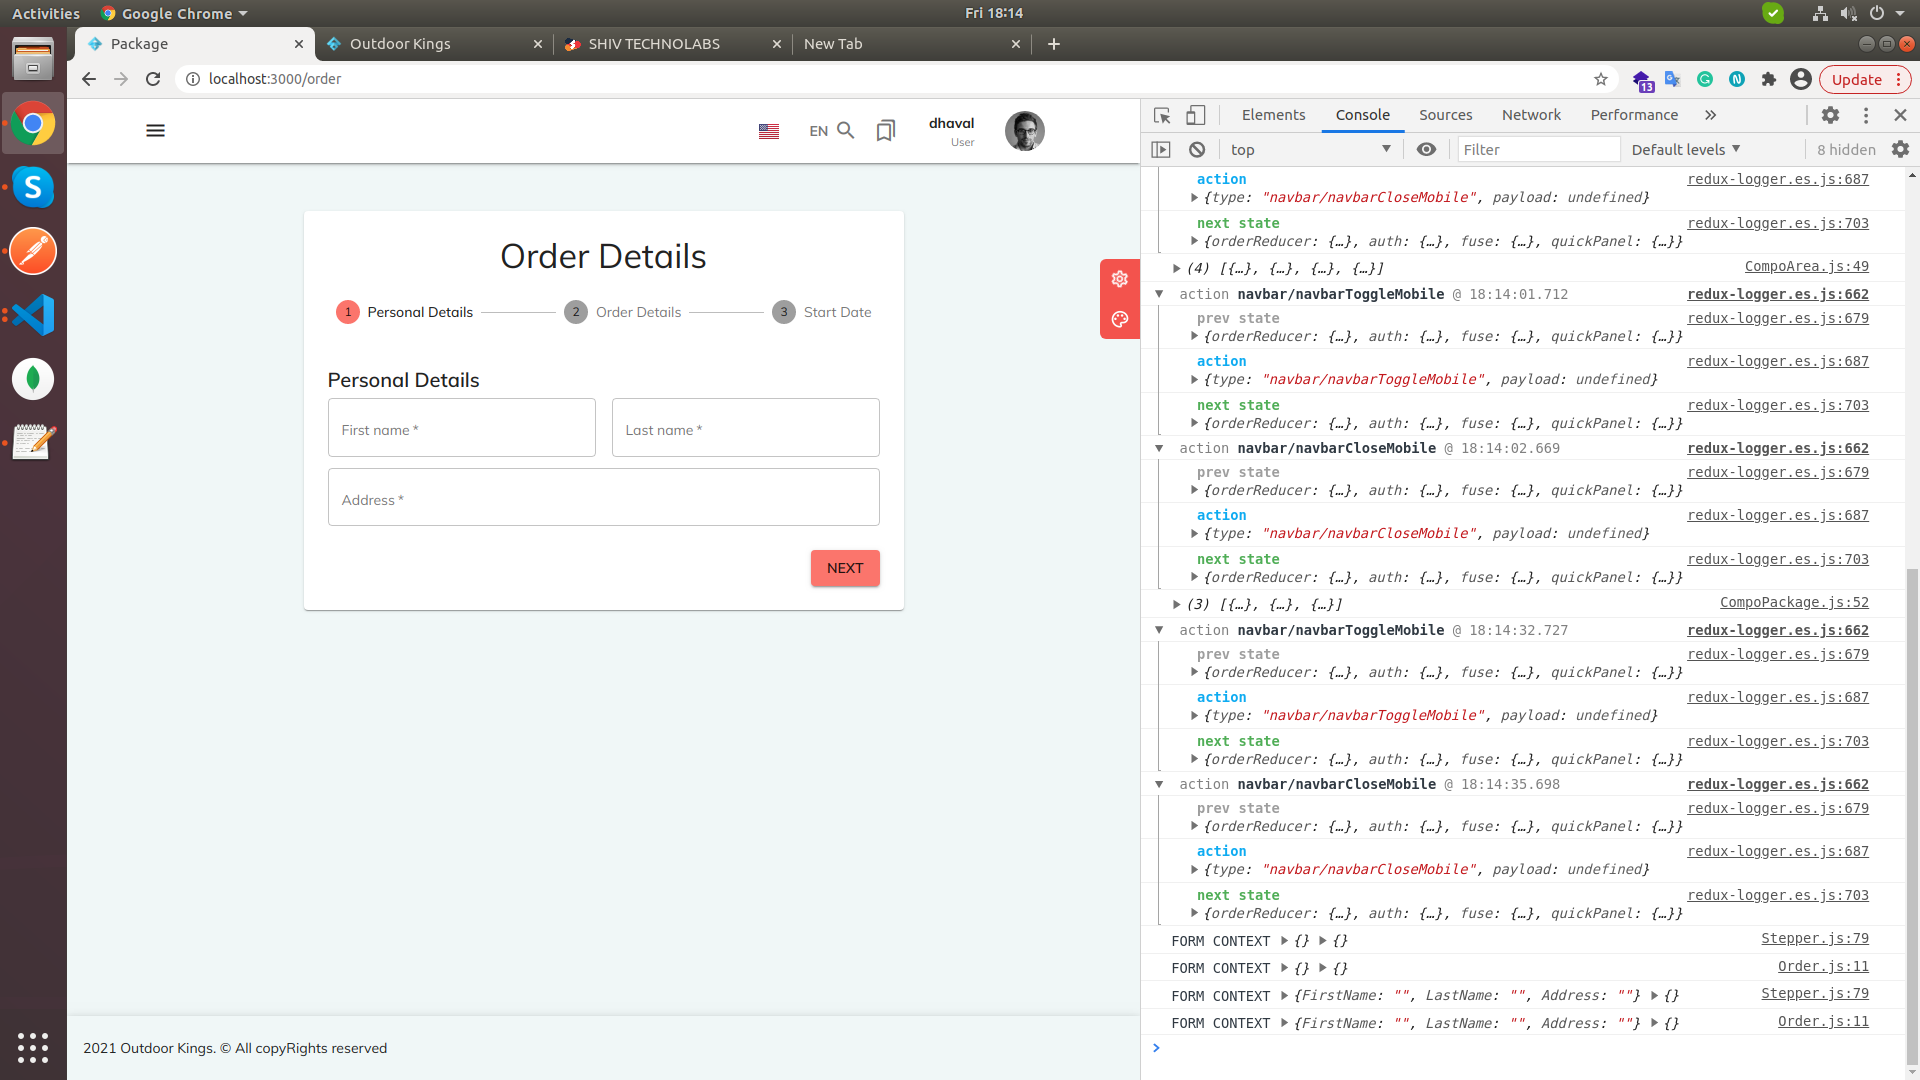 Activities
Google Chrome
Fri 18:14
Package
Outdoor Kings
SHIV TECHNOLABS
New Tab
localhost:3000/order
13
Update
EN
dhaval
User
Order Details
1 Personal Details
2 Order Details
3 Start Date
Personal Details
First name *
Last name *
Address *
NEXT
2021 Outdoor Kings. © All copyRights reserved
Elements Console Sources Network Performance
top
Filter
Default levels
8 hidden
action redux-logger.es.js:687
{type: "navbar/navbarCloseMobile", payload: undefined}
next state redux-logger.es.js:703
{orderReducer: {…}, auth: {…}, fuse: {…}, quickPanel: {…}}
(4) [{…}, {…}, {…}, {…}] CompoArea.js:49
action navbar/navbarToggleMobile @ 18:14:01.712 redux-logger.es.js:662
prev state redux-logger.es.js:679
{orderReducer: {…}, auth: {…}, fuse: {…}, quickPanel: {…}}
action redux-logger.es.js:687
{type: "navbar/navbarToggleMobile", payload: undefined}
next state redux-logger.es.js:703
{orderReducer: {…}, auth: {…}, fuse: {…}, quickPanel: {…}}
action navbar/navbarCloseMobile @ 18:14:02.669 redux-logger.es.js:662
prev state redux-logger.es.js:679
{orderReducer: {…}, auth: {…}, fuse: {…}, quickPanel: {…}}
action redux-logger.es.js:687
{type: "navbar/navbarCloseMobile", payload: undefined}
next state redux-logger.es.js:703
{orderReducer: {…}, auth: {…}, fuse: {…}, quickPanel: {…}}
(3) [{…}, {…}, {…}] CompoPackage.js:52
action navbar/navbarToggleMobile @ 18:14:32.727 redux-logger.es.js:662
prev state redux-logger.es.js:679
{orderReducer: {…}, auth: {…}, fuse: {…}, quickPanel: {…}}
action redux-logger.es.js:687
{type: "navbar/navbarToggleMobile", payload: undefined}
next state redux-logger.es.js:703
{orderReducer: {…}, auth: {…}, fuse: {…}, quickPanel: {…}}
action navbar/navbarCloseMobile @ 18:14:35.698 redux-logger.es.js:662
prev state redux-logger.es.js:679
{orderReducer: {…}, auth: {…}, fuse: {…}, quickPanel: {…}}
action redux-logger.es.js:687
{type: "navbar/navbarCloseMobile", payload: undefined}
next state redux-logger.es.js:703
{orderReducer: {…}, auth: {…}, fuse: {…}, quickPanel: {…}}
FORM CONTEXT {} {} Stepper.js:79
FORM CONTEXT {} {} Order.js:11
FORM CONTEXT {FirstName: "", LastName: "", Address: ""} {} Stepper.js:79
FORM CONTEXT {FirstName: "", LastName: "", Address: ""} {} Order.js:11